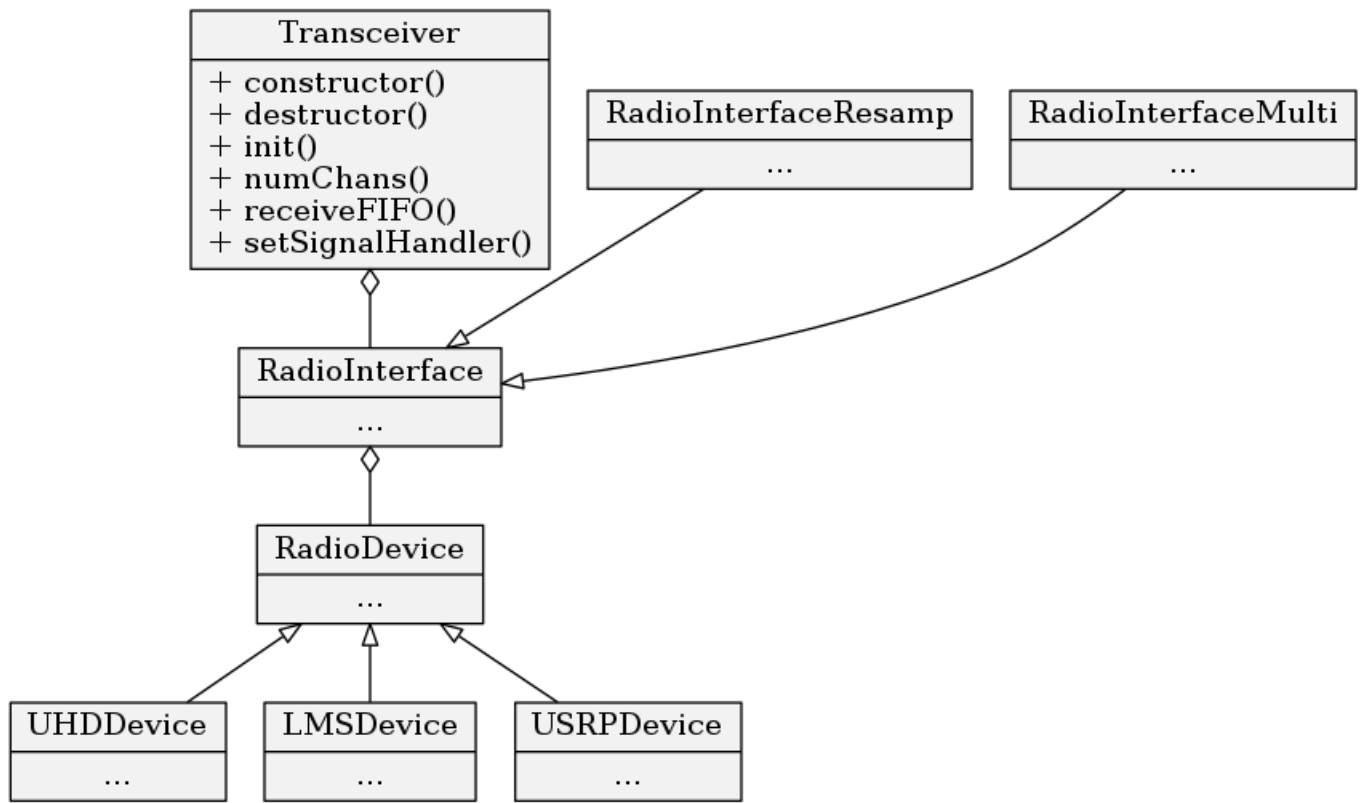 Transceiver
+ constructor()
+ destructor()
+ init()
+ numChans()
+ receiveFIFO()
+ setSignalHandler()
RadioInterfaceResamp
...
RadioInterfaceMulti
...
RadioInterface
...
RadioDevice
...
UHDDevice
...
LMSDevice
...
USRPDevice
...